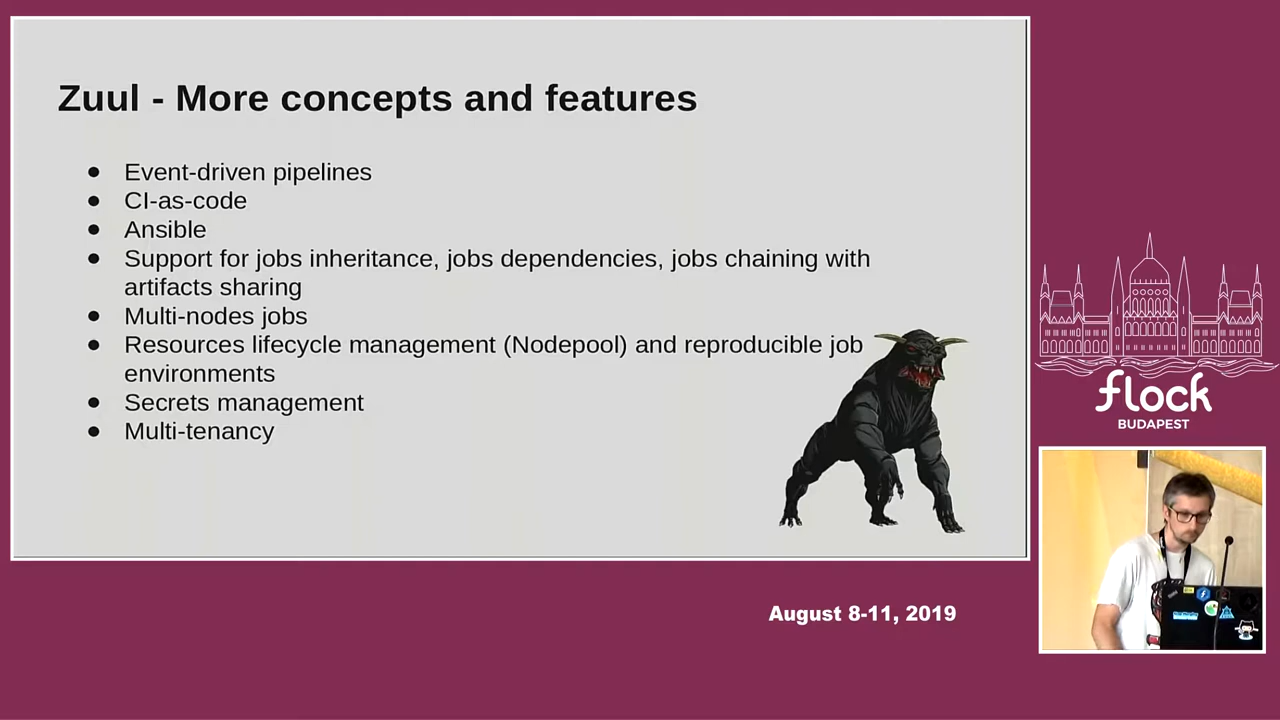 Zuul - More concepts and features
● Event-driven pipelines
● CI-as-code
● Ansible
● Support for jobs inheritance, jobs dependencies, jobs chaining with
artifacts sharing
● Multi-nodes jobs
● Resources lifecycle management (Nodepool) and reproducible job
environments
● Secrets management
● Multi-tenancy
flock
BUDAPEST
August 8-11, 2019